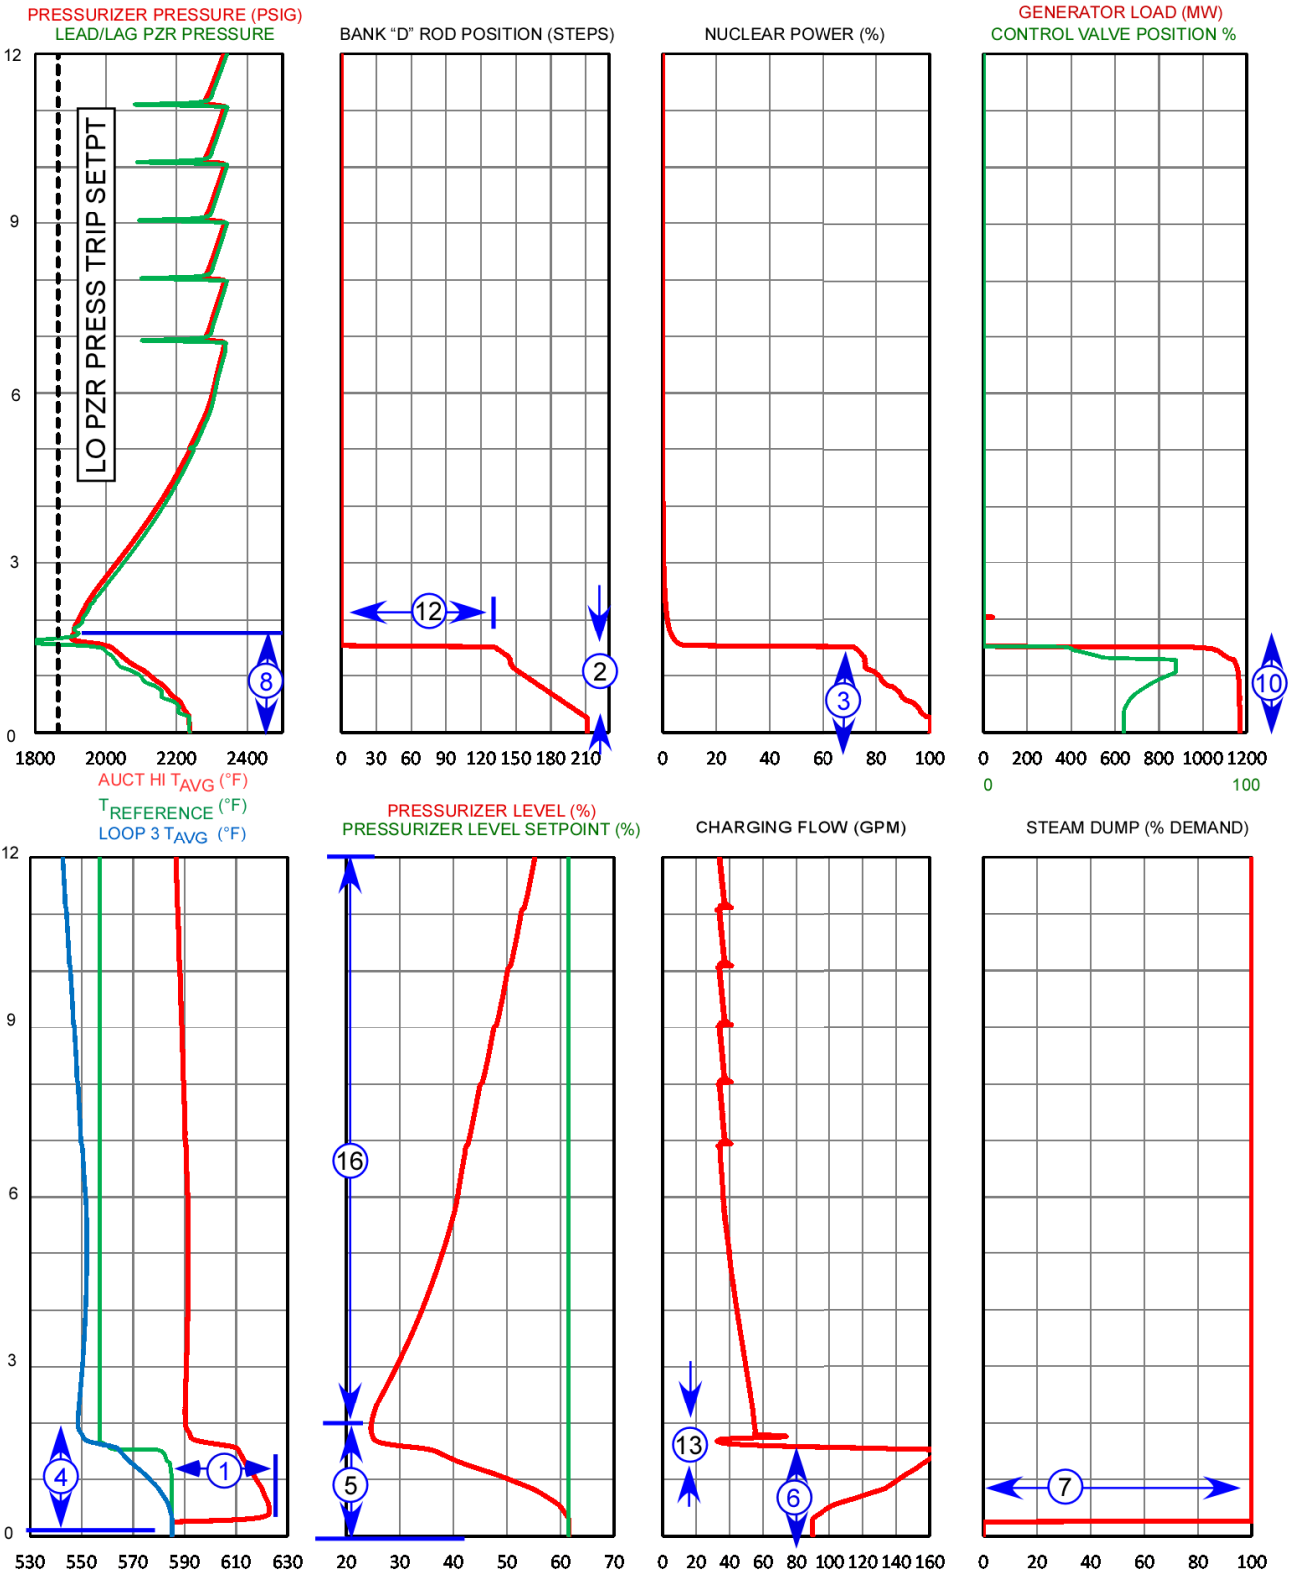 PRESSURIZER PRESSURE (PSIG)
LEAD/LAG PZR PRESSURE
BANK “D” ROD POSITION (STEPS)
NUCLEAR POWER (%)
GENERATOR LOAD (MW)
CONTROL VALVE POSITION %
12
9
6
3
0
LO PZR PRESS TRIP SETPT
8
12
2
3
10
1800 2000 2200 2400
0 30 60 90 120 150 180 210
0 20 40 60 80 100
0 200 400 600 800 1000 1200
0 100
AUCT HI TAVG (°F)
TREFERENCE (°F)
LOOP 3 TAVG (°F)
PRESSURIZER LEVEL (%)
PRESSURIZER LEVEL SETPOINT (%)
CHARGING FLOW (GPM)
STEAM DUMP (% DEMAND)
12
9
6
3
0
4
1
16
5
13
6
7
530 550 570 590 610 630
20 30 40 50 60 70
0 20 40 60 80 100 120 140 160
0 20 40 60 80 100